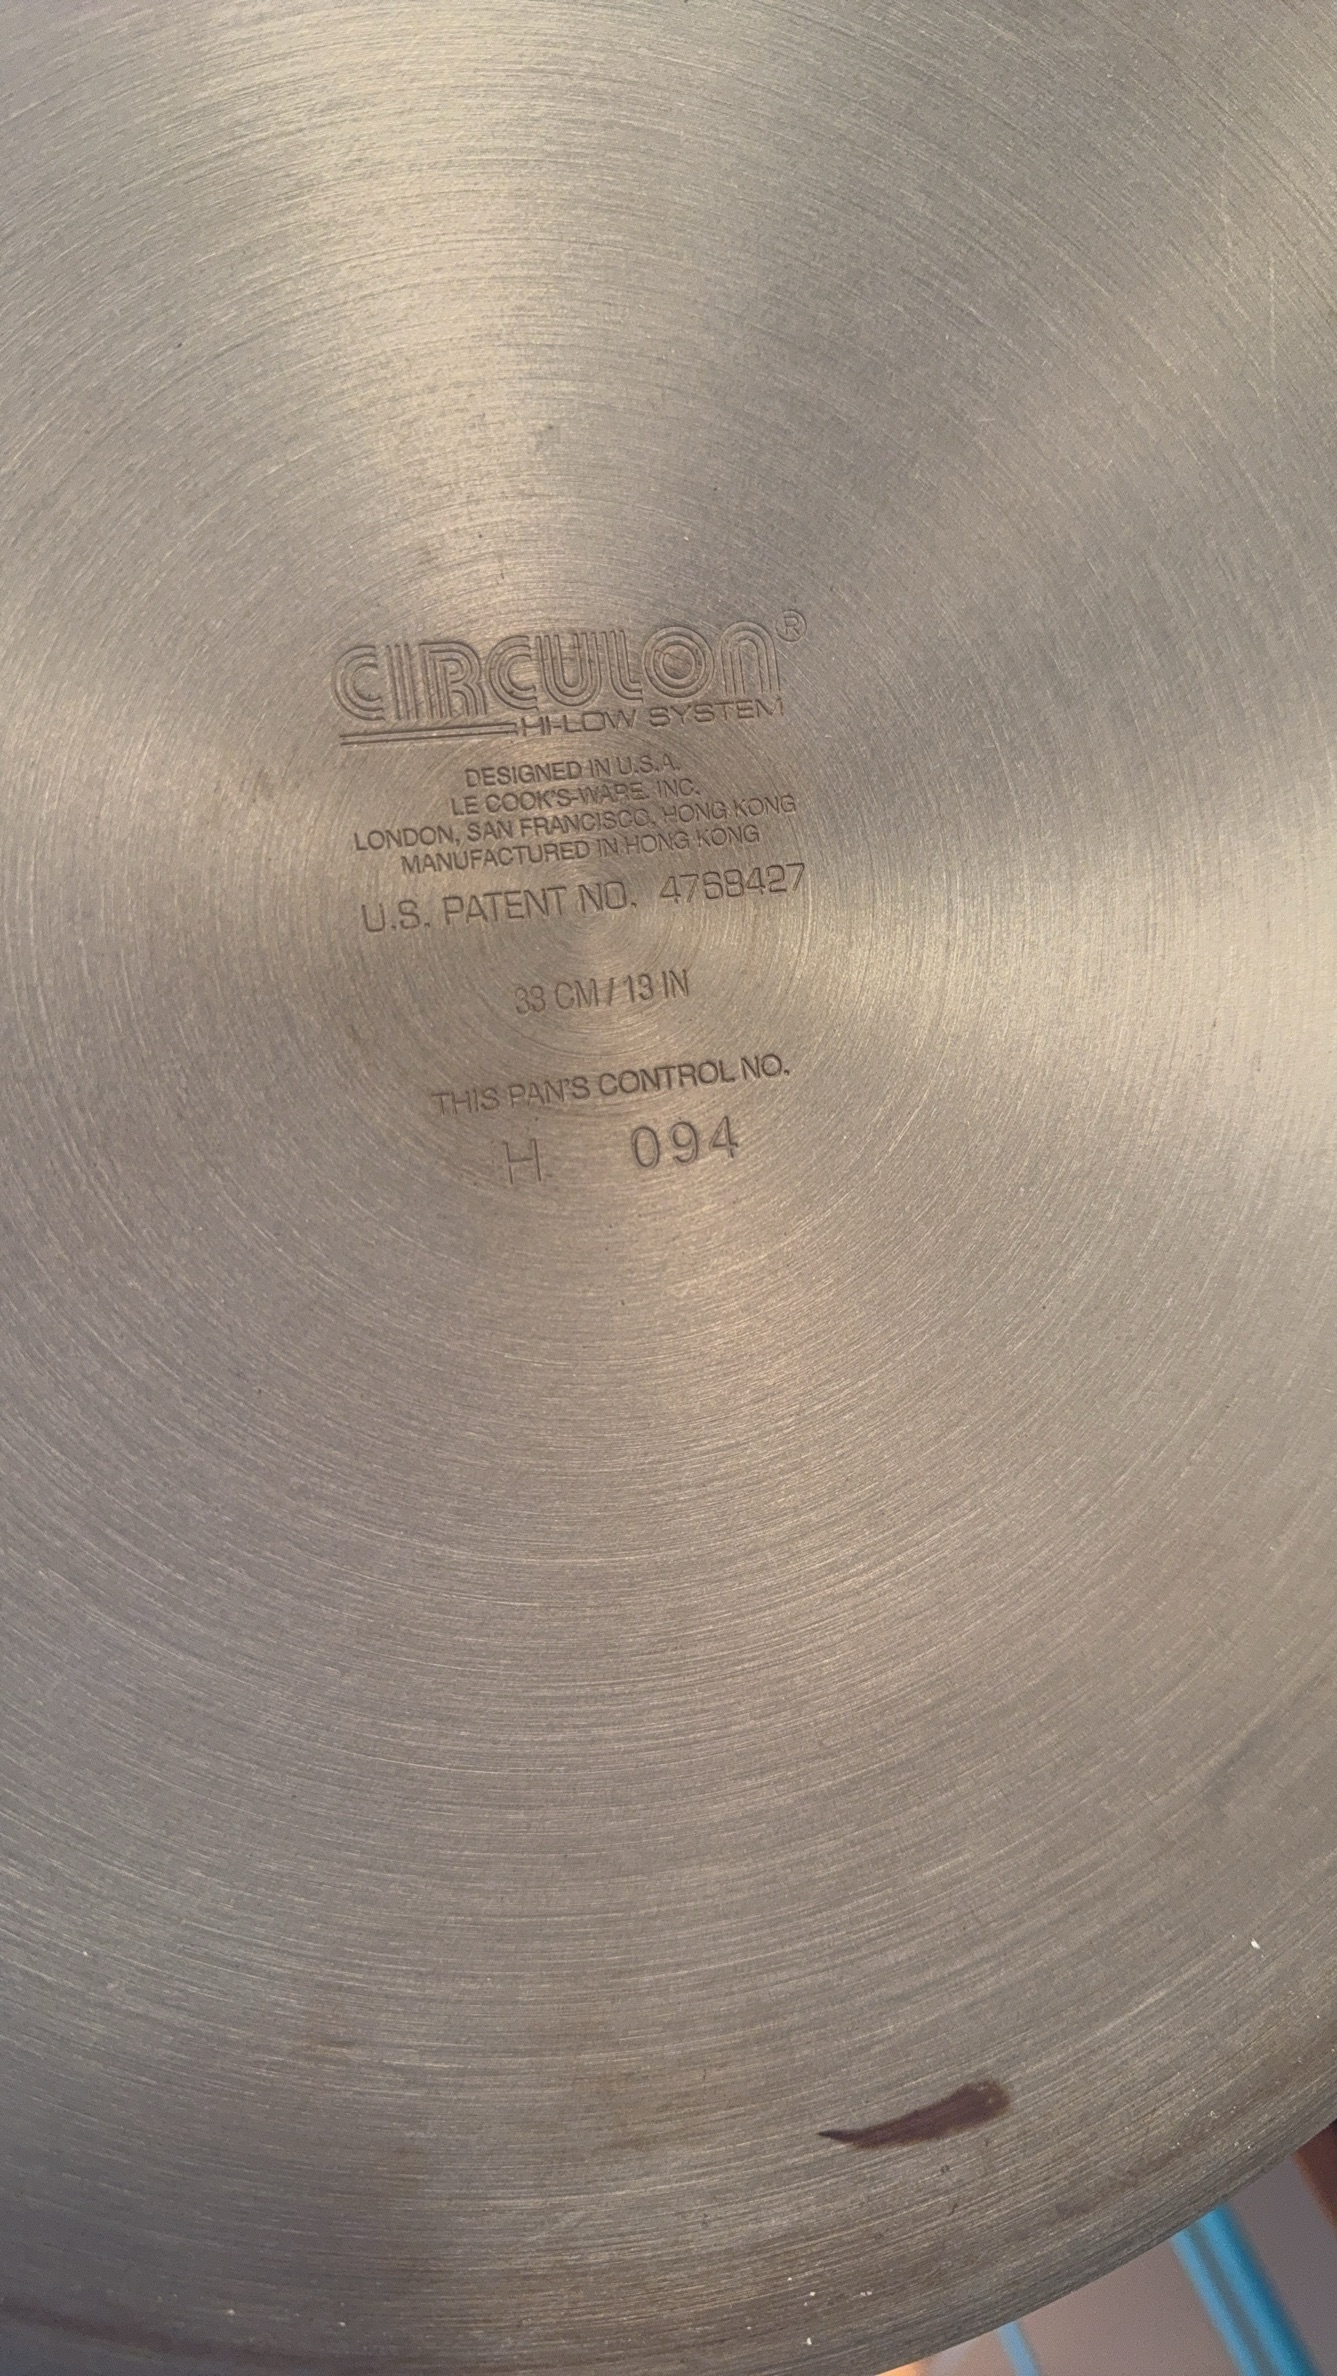 CIRCULON®
HI-LOW SYSTEM
DESIGNED IN U.S.A.
LE COOK'S-WARE, INC.
LONDON, SAN FRANCISCO, HONG KONG
MANUFACTURED IN HONG KONG
U.S. PATENT NO. 4768427
33 CM / 13 IN
THIS PAN'S CONTROL NO.
H 094